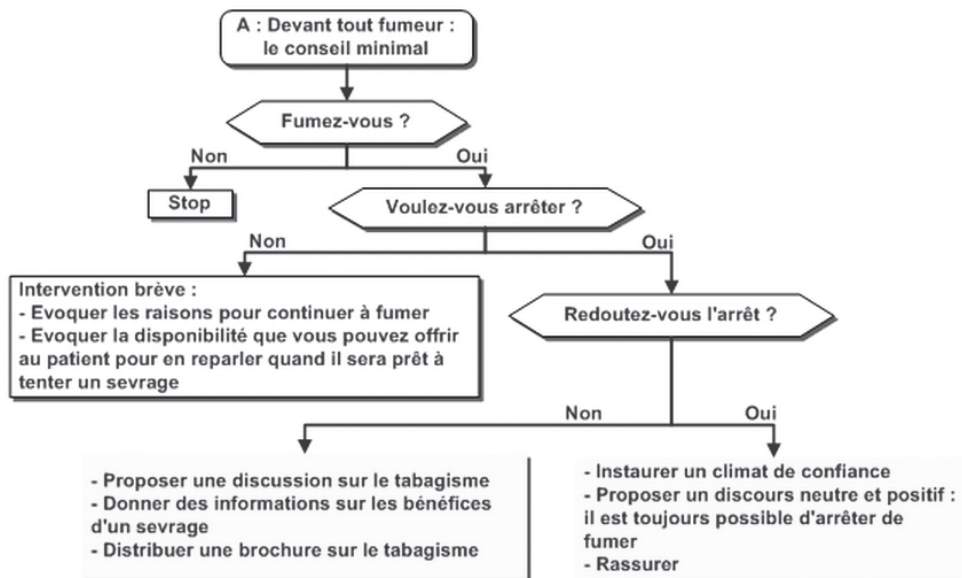 A : Devant tout fumeur :
le conseil minimal
Fumez-vous ?
Non
Oui
Stop
Voulez-vous arrêter ?
Non
Oui
Intervention brève :
- Evoquer les raisons pour continuer à fumer
- Evoquer la disponibilité que vous pouvez offrir
au patient pour en reparler quand il sera prêt à
tenter un sevrage
Redoutez-vous l'arrêt ?
Non
Oui
- Proposer une discussion sur le tabagisme
- Donner des informations sur les bénéfices
d'un sevrage
- Distribuer une brochure sur le tabagisme
- Instaurer un climat de confiance
- Proposer un discours neutre et positif :
il est toujours possible d'arrêter de
fumer
- Rassurer